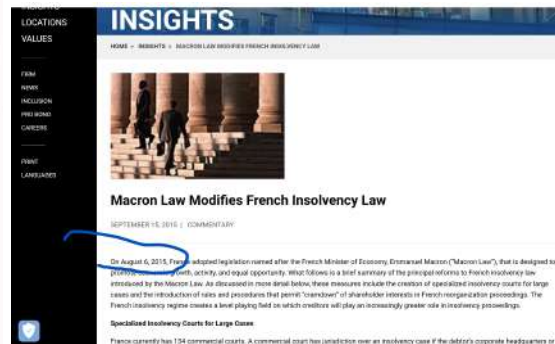 LOCATIONS
VALUES
FIRM
NEWS
INCLUSION
PRO BONO
CAREERS
PRINT
LANGUAGES
INSIGHTS
HOME » INSIGHTS » MACRON LAW MODIFIES FRENCH INSOLVENCY LAW
Macron Law Modifies French Insolvency Law
SEPTEMBER 15, 2015 | COMMENTARY
On August 6, 2015, France adopted legislation named after the French Minister of Economy, Emmanuel Macron ("Macron Law"), that is designed to
growth, activity, and equal opportunity. What follows is a brief summary of the principal reforms to French insolvency law
introduced by the Macron Law. As discussed in more detail below, these measures include the creation of specialized insolvency courts for large
cases and the introduction of rules and procedures that permit "cramdown" of shareholder interests in French reorganization proceedings. The
French insolvency regime creates a level playing field on which creditors will play an increasingly greater role in insolvency proceedings.
Specialized Insolvency Courts for Large Cases
France currently has 134 commercial courts. A commercial court has jurisdiction over an insolvency case if the debtor's corporate headquarters or